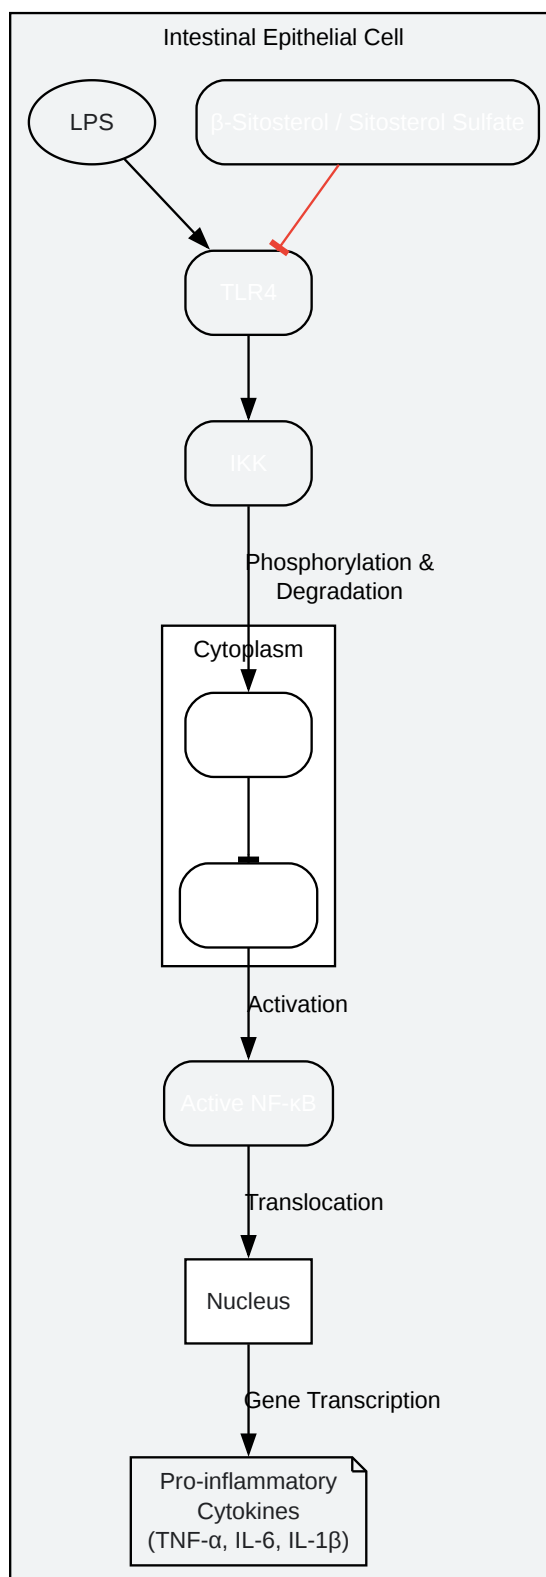 Intestinal Epithelial Cell
LPS
β-Sitosterol / Sitosterol Sulfate
TLR4
IKK
Phosphorylation &
Degradation
Cytoplasm
Activation
Active NF-κB
Translocation
Nucleus
Gene Transcription
Pro-inflammatory
Cytokines
(TNF-α, IL-6, IL-1β)